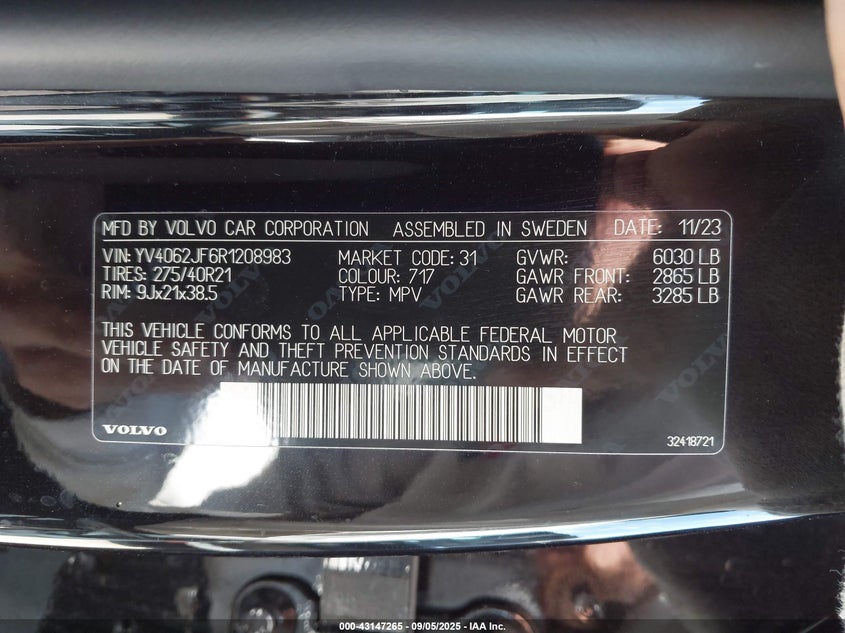 MFD BY VOLVO CAR CORPORATION ASSEMBLED IN SWEDEN DATE: 11/23
VIN: YV4062JF6R1208983 MARKET CODE: 31 GVWR: 6030 LB
TIRES: 275/40R21 COLOUR: 717 GAWR FRONT: 2865 LB
RIM: 9Jx21x38.5 TYPE: MPV GAWR REAR: 3285 LB
THIS VEHICLE CONFORMS TO ALL APPLICABLE FEDERAL MOTOR
VEHICLE SAFETY AND THEFT PREVENTION STANDARDS IN EFFECT
ON THE DATE OF MANUFACTURE SHOWN ABOVE.
VOLVO 32418721
000-43147265 - 09/05/2025 - IAA Inc.